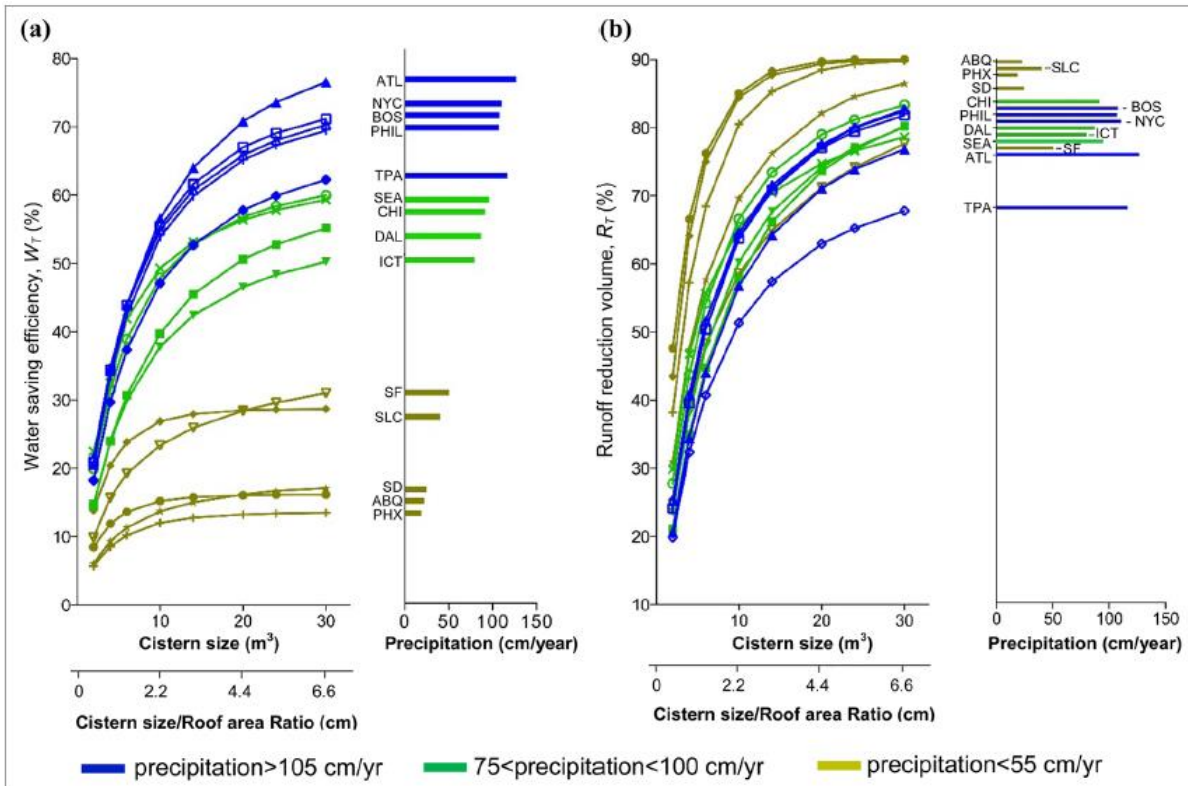 (a)
Water saving efficiency, W_T (%)
80
70
60
50
40
30
20
10
0
10
20
30
Cistern size (m³)
0
2.2
4.4
6.6
Cistern size/Roof area Ratio (cm)
ATL
NYC
BOS
PHIL
TPA
SEA
CHI
DAL
ICT
SF
SLC
SD
ABQ
PHX
0
50
100
150
Precipitation (cm/year)
(b)
Runoff reduction volume, R_T (%)
90
80
70
60
50
40
30
20
10
10
20
30
Cistern size (m³)
0
2.2
4.4
6.6
Cistern size/Roof area Ratio (cm)
ABQ
-SLC
PHX
SD
CHI
- BOS
PHIL
- NYC
DAL
-ICT
SEA
-SF
ATL
TPA
0
50
100
150
Precipitation (cm/year)
precipitation>105 cm/yr
75<precipitation<100 cm/yr
precipitation<55 cm/yr